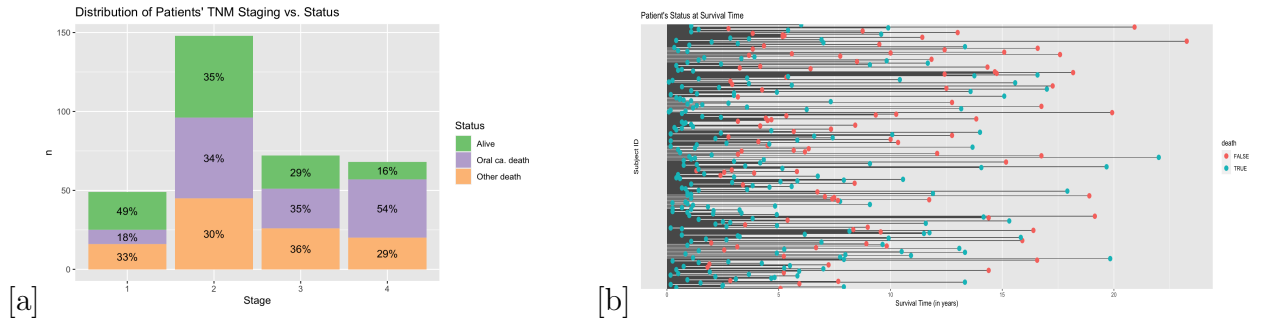 Distribution of Patients' TNM Staging vs. Status
150
100
50
0
n
49%
18%
33%
35%
34%
30%
29%
35%
36%
16%
54%
29%
1 2 3 4
Stage
Status
Alive
Oral ca. death
Other death
[a]
Patient's Status at Survival Time
Subject ID
0 5 10 15 20
Survival Time (in years)
death
FALSE
TRUE
[b]